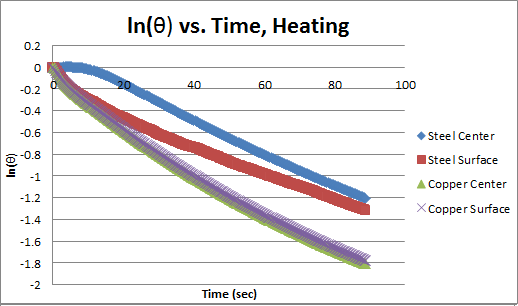 ln(θ) vs. Time, Heating
0.2
0
-0.2
-0.4
-0.6
-0.8
-1
-1.2
-1.4
-1.6
-1.8
-2
ln(θ)
0 20 40 60 80 100
Time (sec)
Steel Center
Steel Surface
Copper Center
Copper Surface